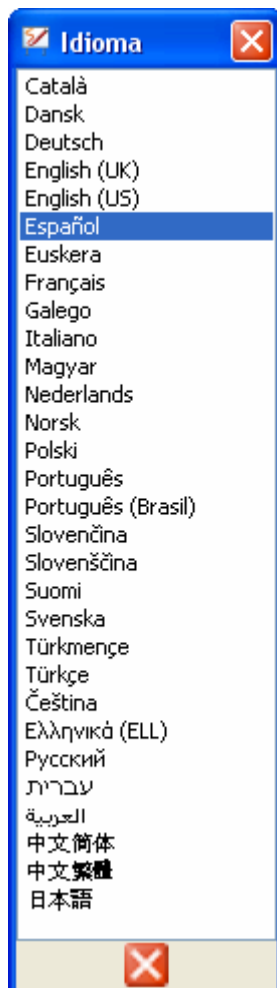 Idioma
Català
Dansk
Deutsch
English (UK)
English (US)
Español
Euskera
Français
Galego
Italiano
Magyar
Nederlands
Norsk
Polski
Português
Português (Brasil)
Slovenčina
Slovenščina
Suomi
Svenska
Türkmençe
Türkçe
Čeština
Ελληνικά (ELL)
Русский
עברית
العربية
中文简体
中文繁體
日本語